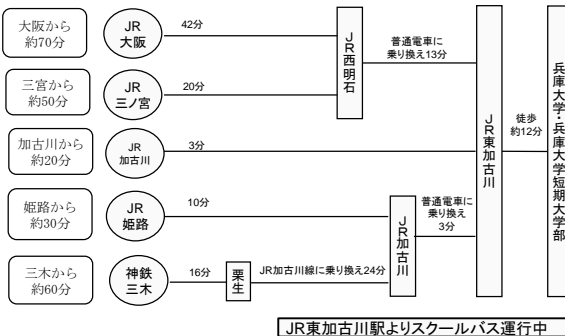 大阪から
約70分
JR
大阪
42分
三宮から
約50分
JR
三ノ宮
20分
JR西明石
普通電車に
乗り換え13分
加古川から
約20分
JR
加古川
3分
姫路から
約30分
JR
姫路
10分
三木から
約60分
神鉄
三木
16分
粟生
JR加古川線に乗り換え24分
JR加古川
普通電車に
乗り換え
3分
JR東加古川
徒歩
約12分
兵庫大学・兵庫大学短期大学部
JR東加古川駅よりスクールバス運行中